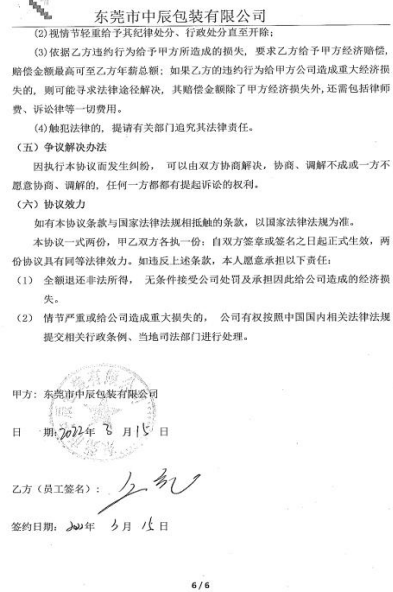 东莞市中辰包装有限公司
(2)视情节轻重给予其纪律处分、行政处分直至开除；
(3)依据乙方违约行为给予甲方所造成的损失，要求乙方给予甲方经济赔偿，
赔偿金额最高可至乙方年薪总额；如果乙方的违约行为给甲方公司造成重大经济损
失的，则可能寻求法律途径解决，其赔偿金额除了甲方经济损失外,还需包括律师
费、诉讼律等一切费用。
(4)触犯法律的，提请有关部门追究其法律责任。
（五）争议解决办法
因执行本协议而发生纠纷，可以由双方协商解决，协商、调解不成或一方不
愿意协商、调解的，任何一方都都有提起诉讼的权利。
（六）协议效力
如有本协议条款与国家法律法规相抵触的条款，以国家法律法规为准。
本协议一式两份，甲乙双方各执一份；自双方签章或签名之日起正式生效，两
份协议具有同等法律效力。如违反上述条款，本人愿意承担以下责任：
（1） 全额退还非法所得，无条件接受公司处罚及承担因此给公司造成的经济损
失。
（2） 情节严重或给公司造成重大损失的，公司有权按照中国国内相关法律法规
提交相关行政条例、当地司法部门进行处理。
甲方：东莞市中辰包装有限公司
日 期：2022年 8 月15日
乙方（员工签名）：
签约日期： 年 月15日
6/6